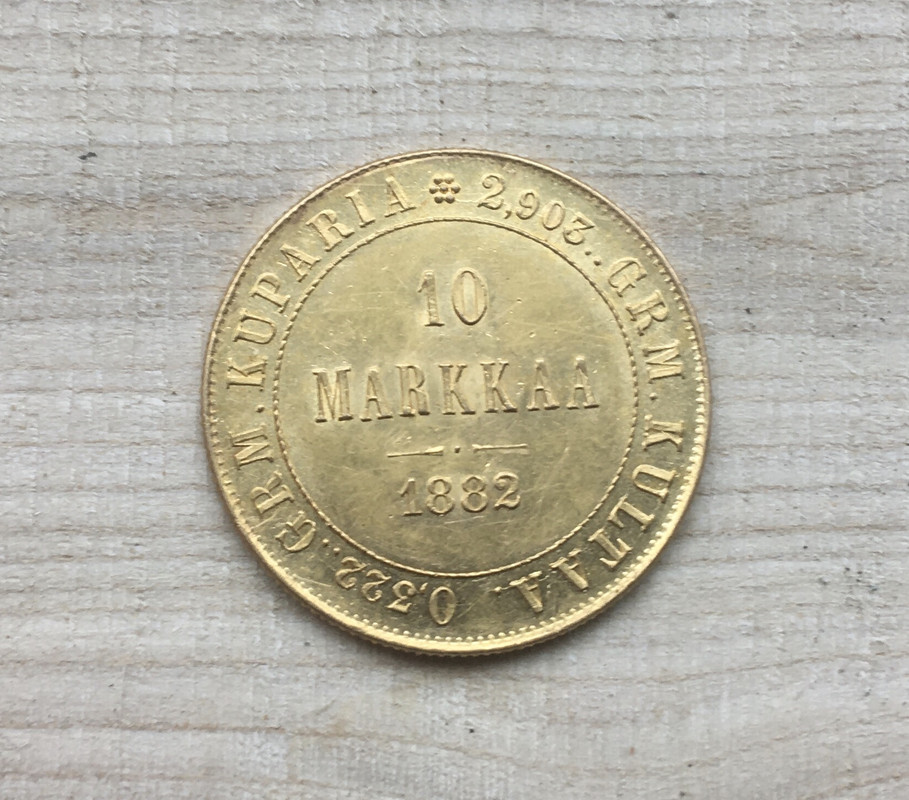 10
MARKKAA
1882
2,903.. GRM. KULTAA. 0,322.. GRM. KUPARIA